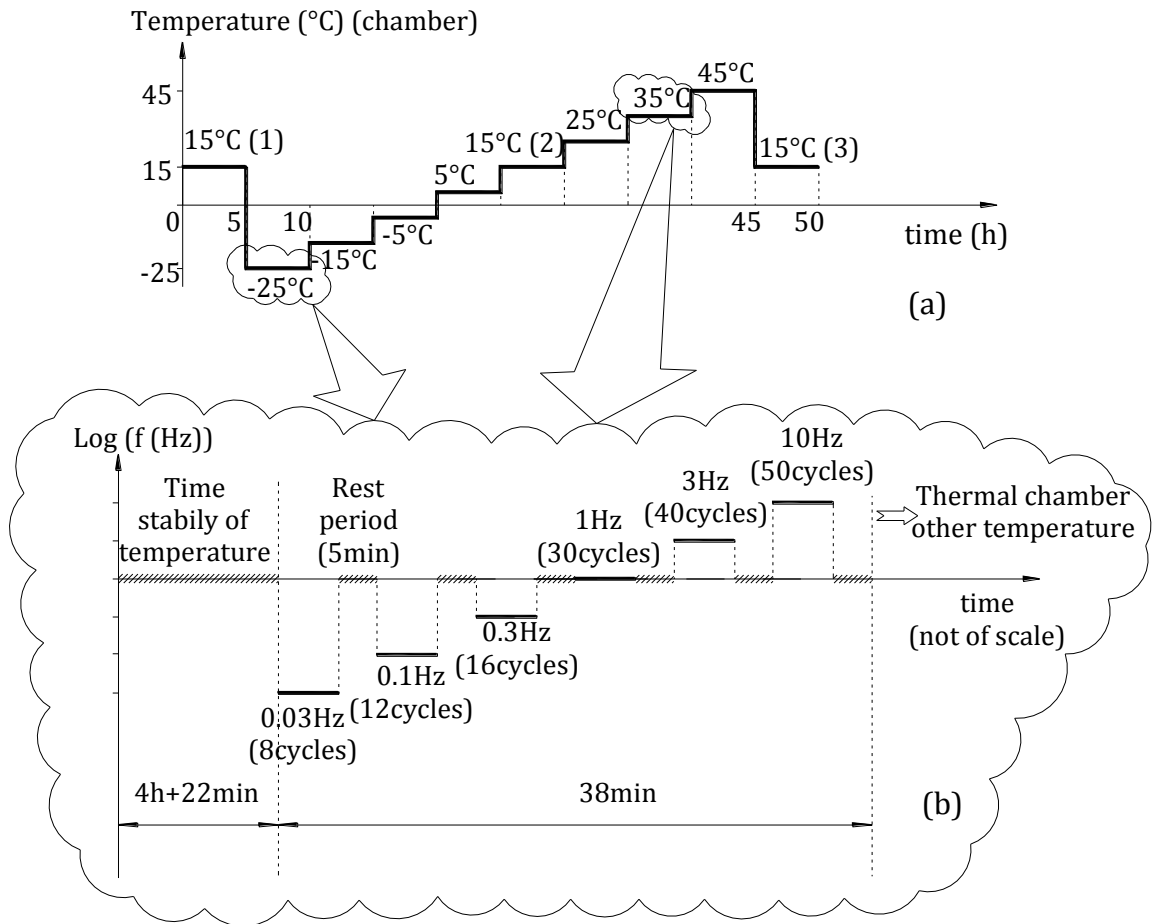 Temperature (°C) (chamber)
45
15
-25
0
5
10
45
50
time (h)
15°C (1)
-25°C
-15°C
-5°C
5°C
15°C (2)
25°C
35°C
45°C
15°C (3)
(a)
Log (f (Hz))
Time
stabily of
temperature
Rest
period
(5min)
0.03Hz
(8cycles)
0.1Hz
(12cycles)
0.3Hz
(16cycles)
1Hz
(30cycles)
3Hz
(40cycles)
10Hz
(50cycles)
Thermal chamber
other temperature
time
(not of scale)
4h+22min
38min
(b)